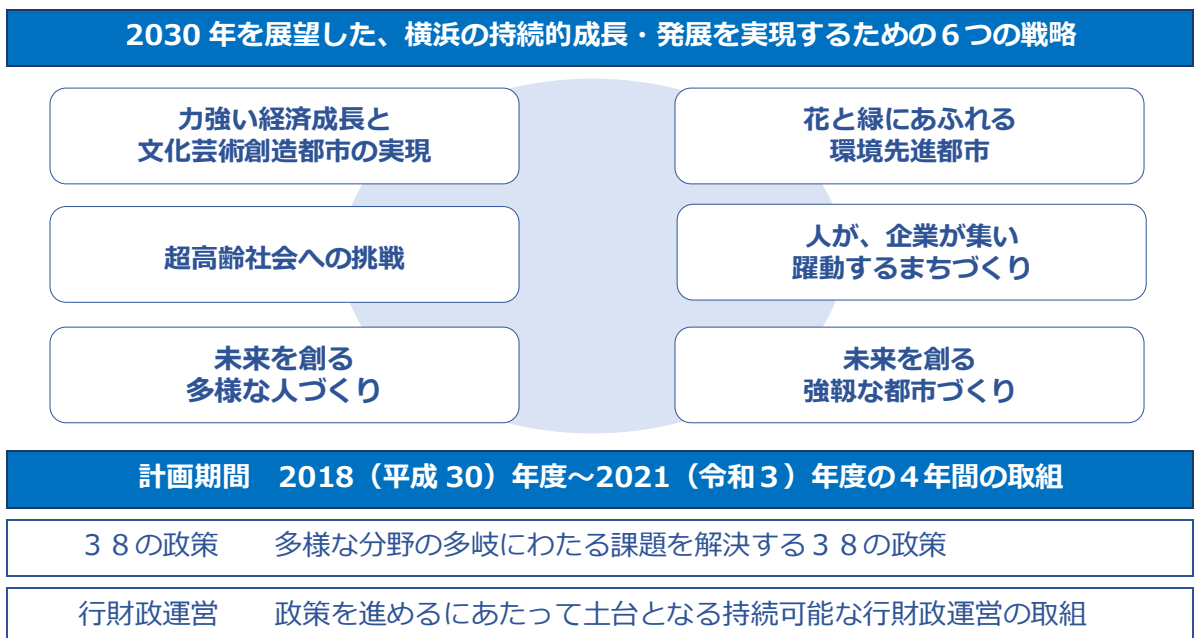 2030 年を展望した、横浜の持続的成長・発展を実現するための６つの戦略
力強い経済成長と
文化芸術創造都市の実現
花と緑にあふれる
環境先進都市
超高齢社会への挑戦
人が、企業が集い
躍動するまちづくり
未来を創る
多様な人づくり
未来を創る
強靱な都市づくり
計画期間　2018（平成 30）年度～2021（令和３）年度の４年間の取組
３８の政策　　多様な分野の多岐にわたる課題を解決する３８の政策
行財政運営　　政策を進めるにあたって土台となる持続可能な行財政運営の取組